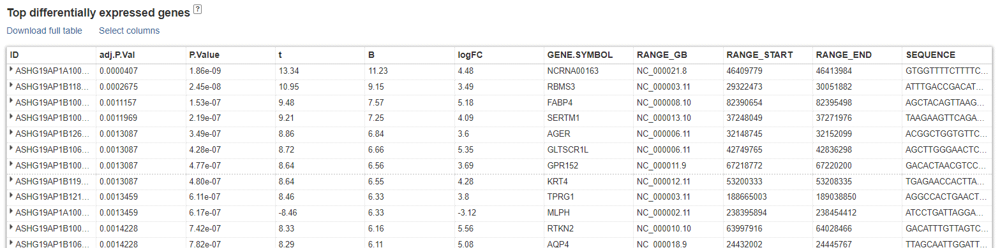 Top differentially expressed genes ?
Download full table Select columns
ID adj.P.Val P.Value t B logFC GENE.SYMBOL RANGE_GB RANGE_START RANGE_END SEQUENCE
ASHG19AP1A100... 0.0000407 1.86e-09 13.34 11.23 4.48 NCRNA00163 NC_000021.8 46409779 46413984 GTGGTTTTCTTTTC...
ASHG19AP1B118... 0.0002675 2.45e-08 10.95 9.15 3.49 RBMS3 NC_000003.11 29322473 30051882 ATTTGACCGACAT...
ASHG19AP1B100... 0.0011157 1.53e-07 9.48 7.57 5.18 FABP4 NC_000008.10 82390654 82395498 AGCTACAGTTAAG...
ASHG19AP1B100... 0.0011969 2.19e-07 9.21 7.25 4.09 SERTM1 NC_000013.10 37248049 37271976 TAAGAAGTTCAGA...
ASHG19AP1B126... 0.0013087 3.49e-07 8.86 6.84 3.6 AGER NC_000006.11 32148745 32152099 ACGGCTGGTGTTC...
ASHG19AP1B106... 0.0013087 4.28e-07 8.72 6.66 5.35 GLTSCR1L NC_000006.11 42749765 42836298 AGCTTGGGAACTC...
ASHG19AP1B100... 0.0013087 4.77e-07 8.64 6.56 3.69 GPR152 NC_000011.9 67218772 67220200 GACACTAACGTCC...
ASHG19AP1B119... 0.0013087 4.80e-07 8.64 6.55 4.28 KRT4 NC_000012.11 53200333 53208335 TGAGAACCACTTA...
ASHG19AP1B121... 0.0013459 6.11e-07 8.46 6.33 3.8 TPRG1 NC_000003.11 188665003 189038850 AGGCCACTGAACT...
ASHG19AP1A100... 0.0013459 6.17e-07 -8.46 6.33 -3.12 MLPH NC_000002.11 238395894 238454412 ATCCTGATTAGGA...
ASHG19AP1B100... 0.0014228 7.42e-07 8.33 6.16 5.56 RTKN2 NC_000010.10 63997916 64028466 GACATTTGTTAGTC...
ASHG19AP1B106... 0.0014228 7.82e-07 8.29 6.11 5.08 AQP4 NC_000018.9 24432002 24445767 TTAGCAATTGGATT...